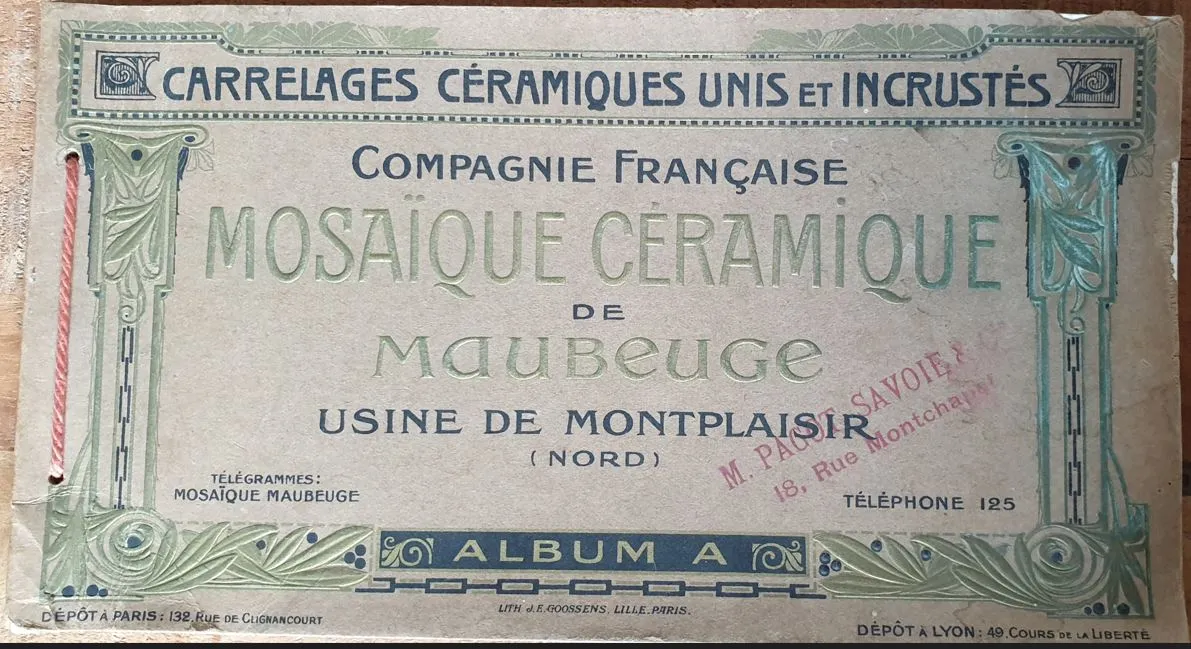 CARRELAGES CÉRAMIQUES UNIS ET INCRUSTÉS
COMPAGNIE FRANÇAISE
MOSAÏQUE CÉRAMIQUE
DE
MAUBEUGE
USINE DE MONTPLAISIR
(NORD)
M. PAGUT, SAVOIE & Cie
18, Rue Montchapet
TÉLÉGRAMMES:
MOSAÏQUE MAUBEUGE
TÉLÉPHONE 125
ALBUM A
LITH J.E.GOOSSENS, LILLE.PARIS.
DÉPÔT À PARIS: 132, RUE DE CLIGNANCOURT
DÉPÔT À LYON: 49, COURS DE LA LIBERTÉ